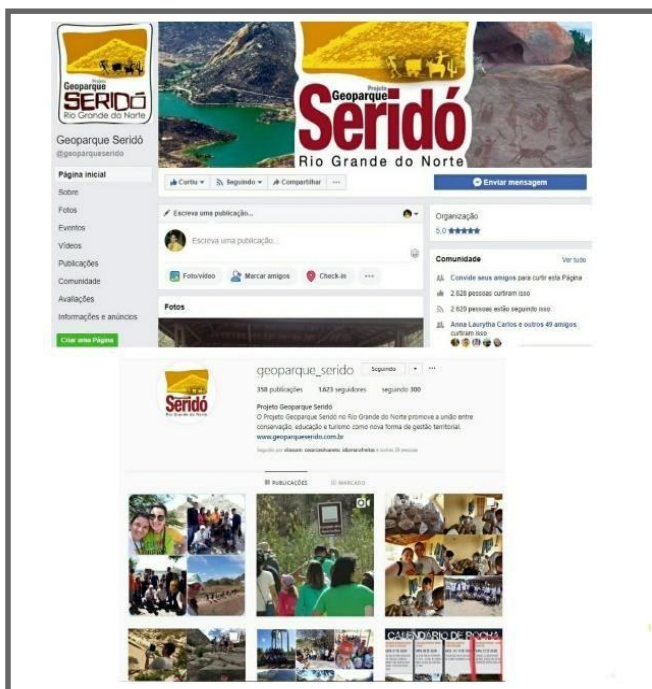 Projeto
Geoparque
SERIDÓ
Rio Grande do Norte
Geoparque Seridó
@geoparqueserido
Página inicial
Sobre
Fotos
Eventos
Vídeos
Publicações
Comunidade
Avaliações
Informações e anúncios
Criar uma Página
Projeto
Geoparque
Seridó
Rio Grande do Norte
Curtiu
Seguindo
Compartilhar
Enviar mensagem
Escreva uma publicação...
Escreva uma publicação...
Foto/vídeo
Marcar amigos
Check-in
Fotos
Organização
5,0
Comunidade
Ver tudo
Convide seus amigos para curtir esta Página
2.628 pessoas curtiram isso
2.620 pessoas estão seguindo isso
Anna Laurytha Carlos e outros 49 amigos
curtiram isso
Seridó
Rio Grande do Norte
geoparque_serido
Seguindo
358 publicações 1.623 seguidores seguindo 300
Projeto Geoparque Seridó
O Projeto Geoparque Seridó no Rio Grande do Norte promove a união entre
conservação, educação e turismo como nova forma de gestão territorial.
www.geoparqueserido.com.br
PUBLICAÇÕES
MARCADO
CALENDÁRIO DE ROCHA